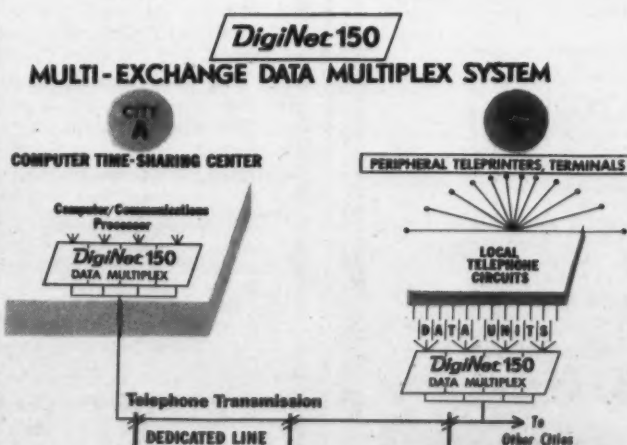 DigiNet 150
MULTI-EXCHANGE DATA MULTIPLEX SYSTEM
CITY
A
COMPUTER TIME-SHARING CENTER
Computer/Communications
Processor
DigiNet 150
DATA MULTIPLEX
PERIPHERAL TELEPRINTERS, TERMINALS
LOCAL
TELEPHONE
CIRCUITS
DATA UNITS
DigiNet 150
DATA MULTIPLEX
Telephone Transmission
DEDICATED LINE
To
Other Cities